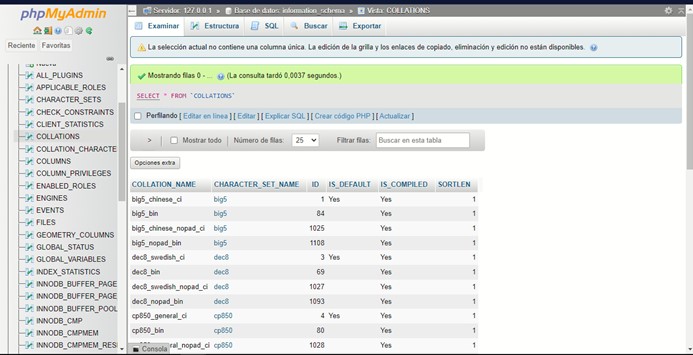 phpMyAdmin
Reciente Favoritas
Nueva
ALL_PLUGINS
APPLICABLE_ROLES
CHARACTER_SETS
CHECK_CONSTRAINTS
CLIENT_STATISTICS
COLLATIONS
COLLATION_CHARACTE
COLUMNS
COLUMN_PRIVILEGES
ENABLED_ROLES
ENGINES
EVENTS
FILES
GEOMETRY_COLUMNS
GLOBAL_STATUS
GLOBAL_VARIABLES
INDEX_STATISTICS
INNODB_BUFFER_PAGE
INNODB_BUFFER_PAGE
INNODB_BUFFER_POOL
INNODB_CMP
INNODB_CMPMEM
INNODB_CMPMEM_RES
Servidor: 127.0.0.1 » Base de datos: information_schema » Vista: COLLATIONS
Examinar Estructura SQL Buscar Exportar
La selección actual no contiene una columna única. La edición de la grilla y los enlaces de copiado, eliminación y edición no están disponibles.
Mostrando filas 0 - ... (La consulta tardó 0,0037 segundos.)
SELECT * FROM `COLLATIONS`
Perfilando [ Editar en línea ] [ Editar ] [ Explicar SQL ] [ Crear código PHP ] [ Actualizar ]
> Mostrar todo Número de filas: 25 Filtrar filas: Buscar en esta tabla
Opciones extra
COLLATION_NAME CHARACTER_SET_NAME ID IS_DEFAULT IS_COMPILED SORTLEN
big5_chinese_ci big5 1 Yes Yes 1
big5_bin big5 84 Yes 1
big5_chinese_nopad_ci big5 1025 Yes 1
big5_nopad_bin big5 1108 Yes 1
dec8_swedish_ci dec8 3 Yes Yes 1
dec8_bin dec8 69 Yes 1
dec8_swedish_nopad_ci dec8 1027 Yes 1
dec8_nopad_bin dec8 1093 Yes 1
cp850_general_ci cp850 4 Yes Yes 1
cp850_bin cp850 80 Yes 1
nopad_ci cp850 1028 Yes 1
Consola